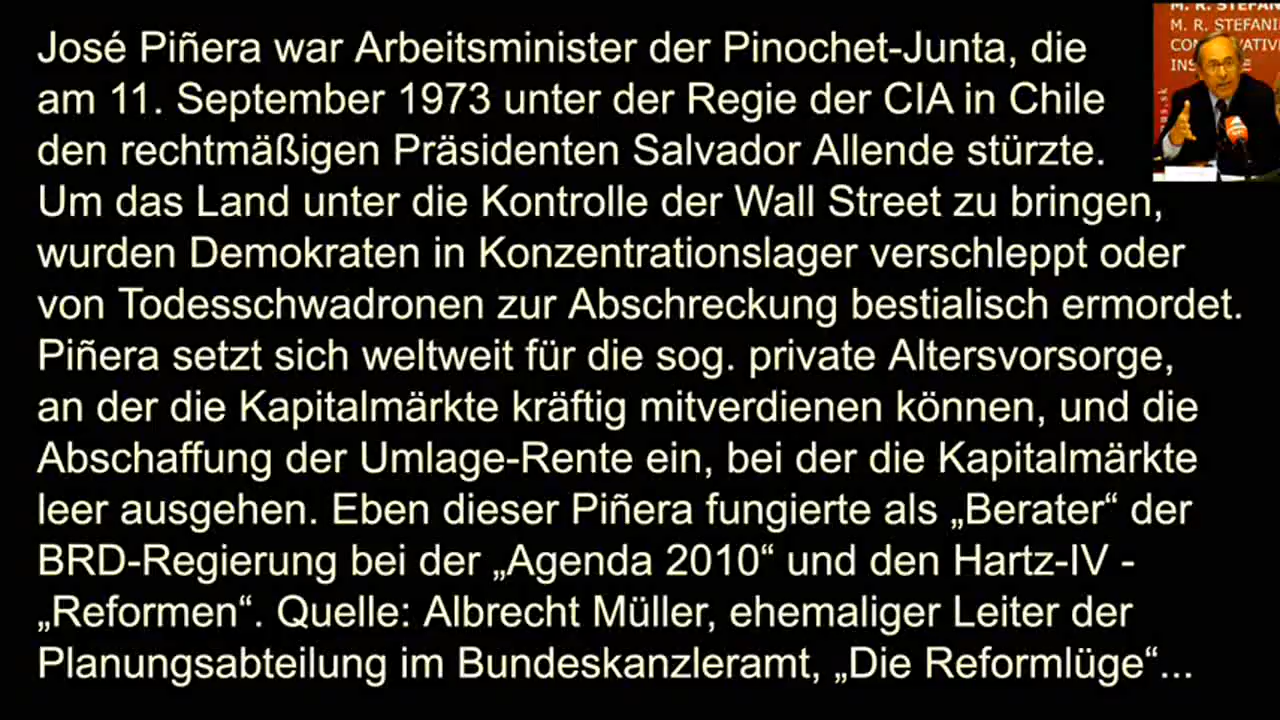 José Piñera war Arbeitsminister der Pinochet-Junta, die
am 11. September 1973 unter der Regie der CIA in Chile
den rechtmäßigen Präsidenten Salvador Allende stürzte.
Um das Land unter die Kontrolle der Wall Street zu bringen,
wurden Demokraten in Konzentrationslager verschleppt oder
von Todesschwadronen zur Abschreckung bestialisch ermordet.
Piñera setzt sich weltweit für die sog. private Altersvorsorge,
an der die Kapitalmärkte kräftig mitverdienen können, und die
Abschaffung der Umlage-Rente ein, bei der die Kapitalmärkte
leer ausgehen. Eben dieser Piñera fungierte als „Berater“ der
BRD-Regierung bei der „Agenda 2010“ und den Hartz-IV -
„Reformen“. Quelle: Albrecht Müller, ehemaliger Leiter der
Planungsabteilung im Bundeskanzleramt, „Die Reformlüge“...
M. R. STEFAN
M. R. STEFANI